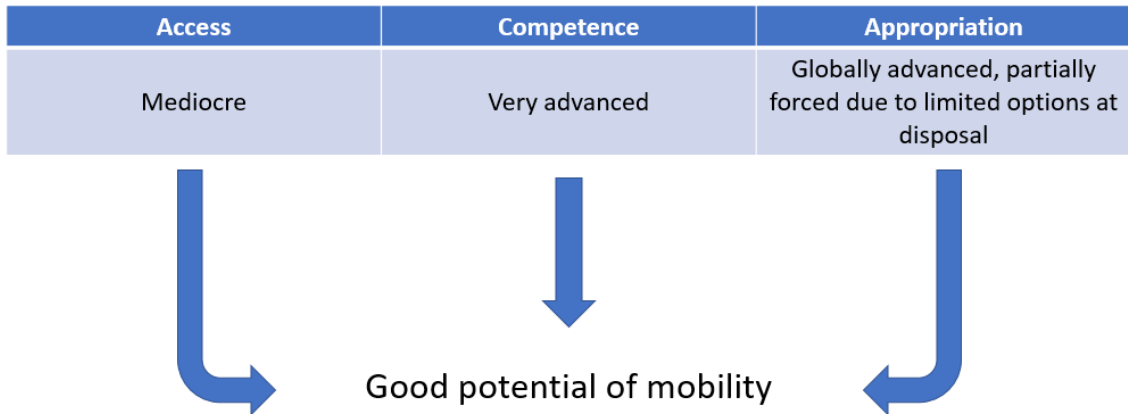 Access
Competence
Appropriation
Mediocre
Very advanced
Globally advanced, partially
forced due to limited options at
disposal
Good potential of mobility